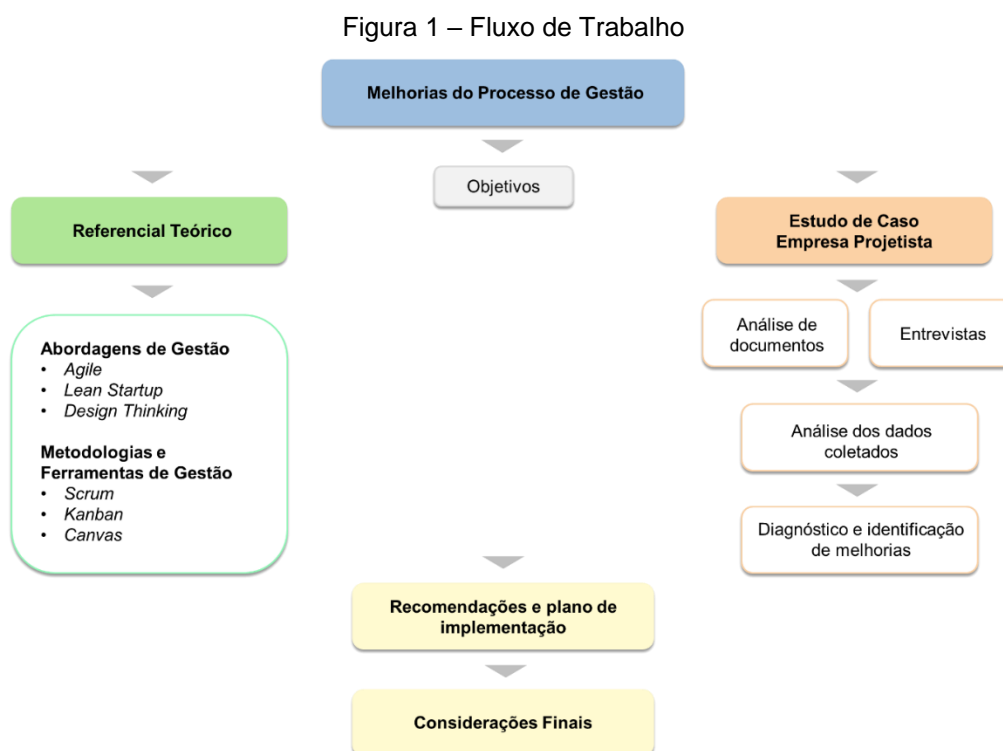 Figura 1 – Fluxo de Trabalho
Melhorias do Processo de Gestão
Objetivos
Referencial Teórico
Abordagens de Gestão
• Agile
• Lean Startup
• Design Thinking
Metodologias e
Ferramentas de Gestão
• Scrum
• Kanban
• Canvas
Estudo de Caso
Empresa Projetista
Análise de
documentos
Entrevistas
Análise dos dados
coletados
Diagnóstico e identificação
de melhorias
Recomendações e plano de
implementação
Considerações Finais